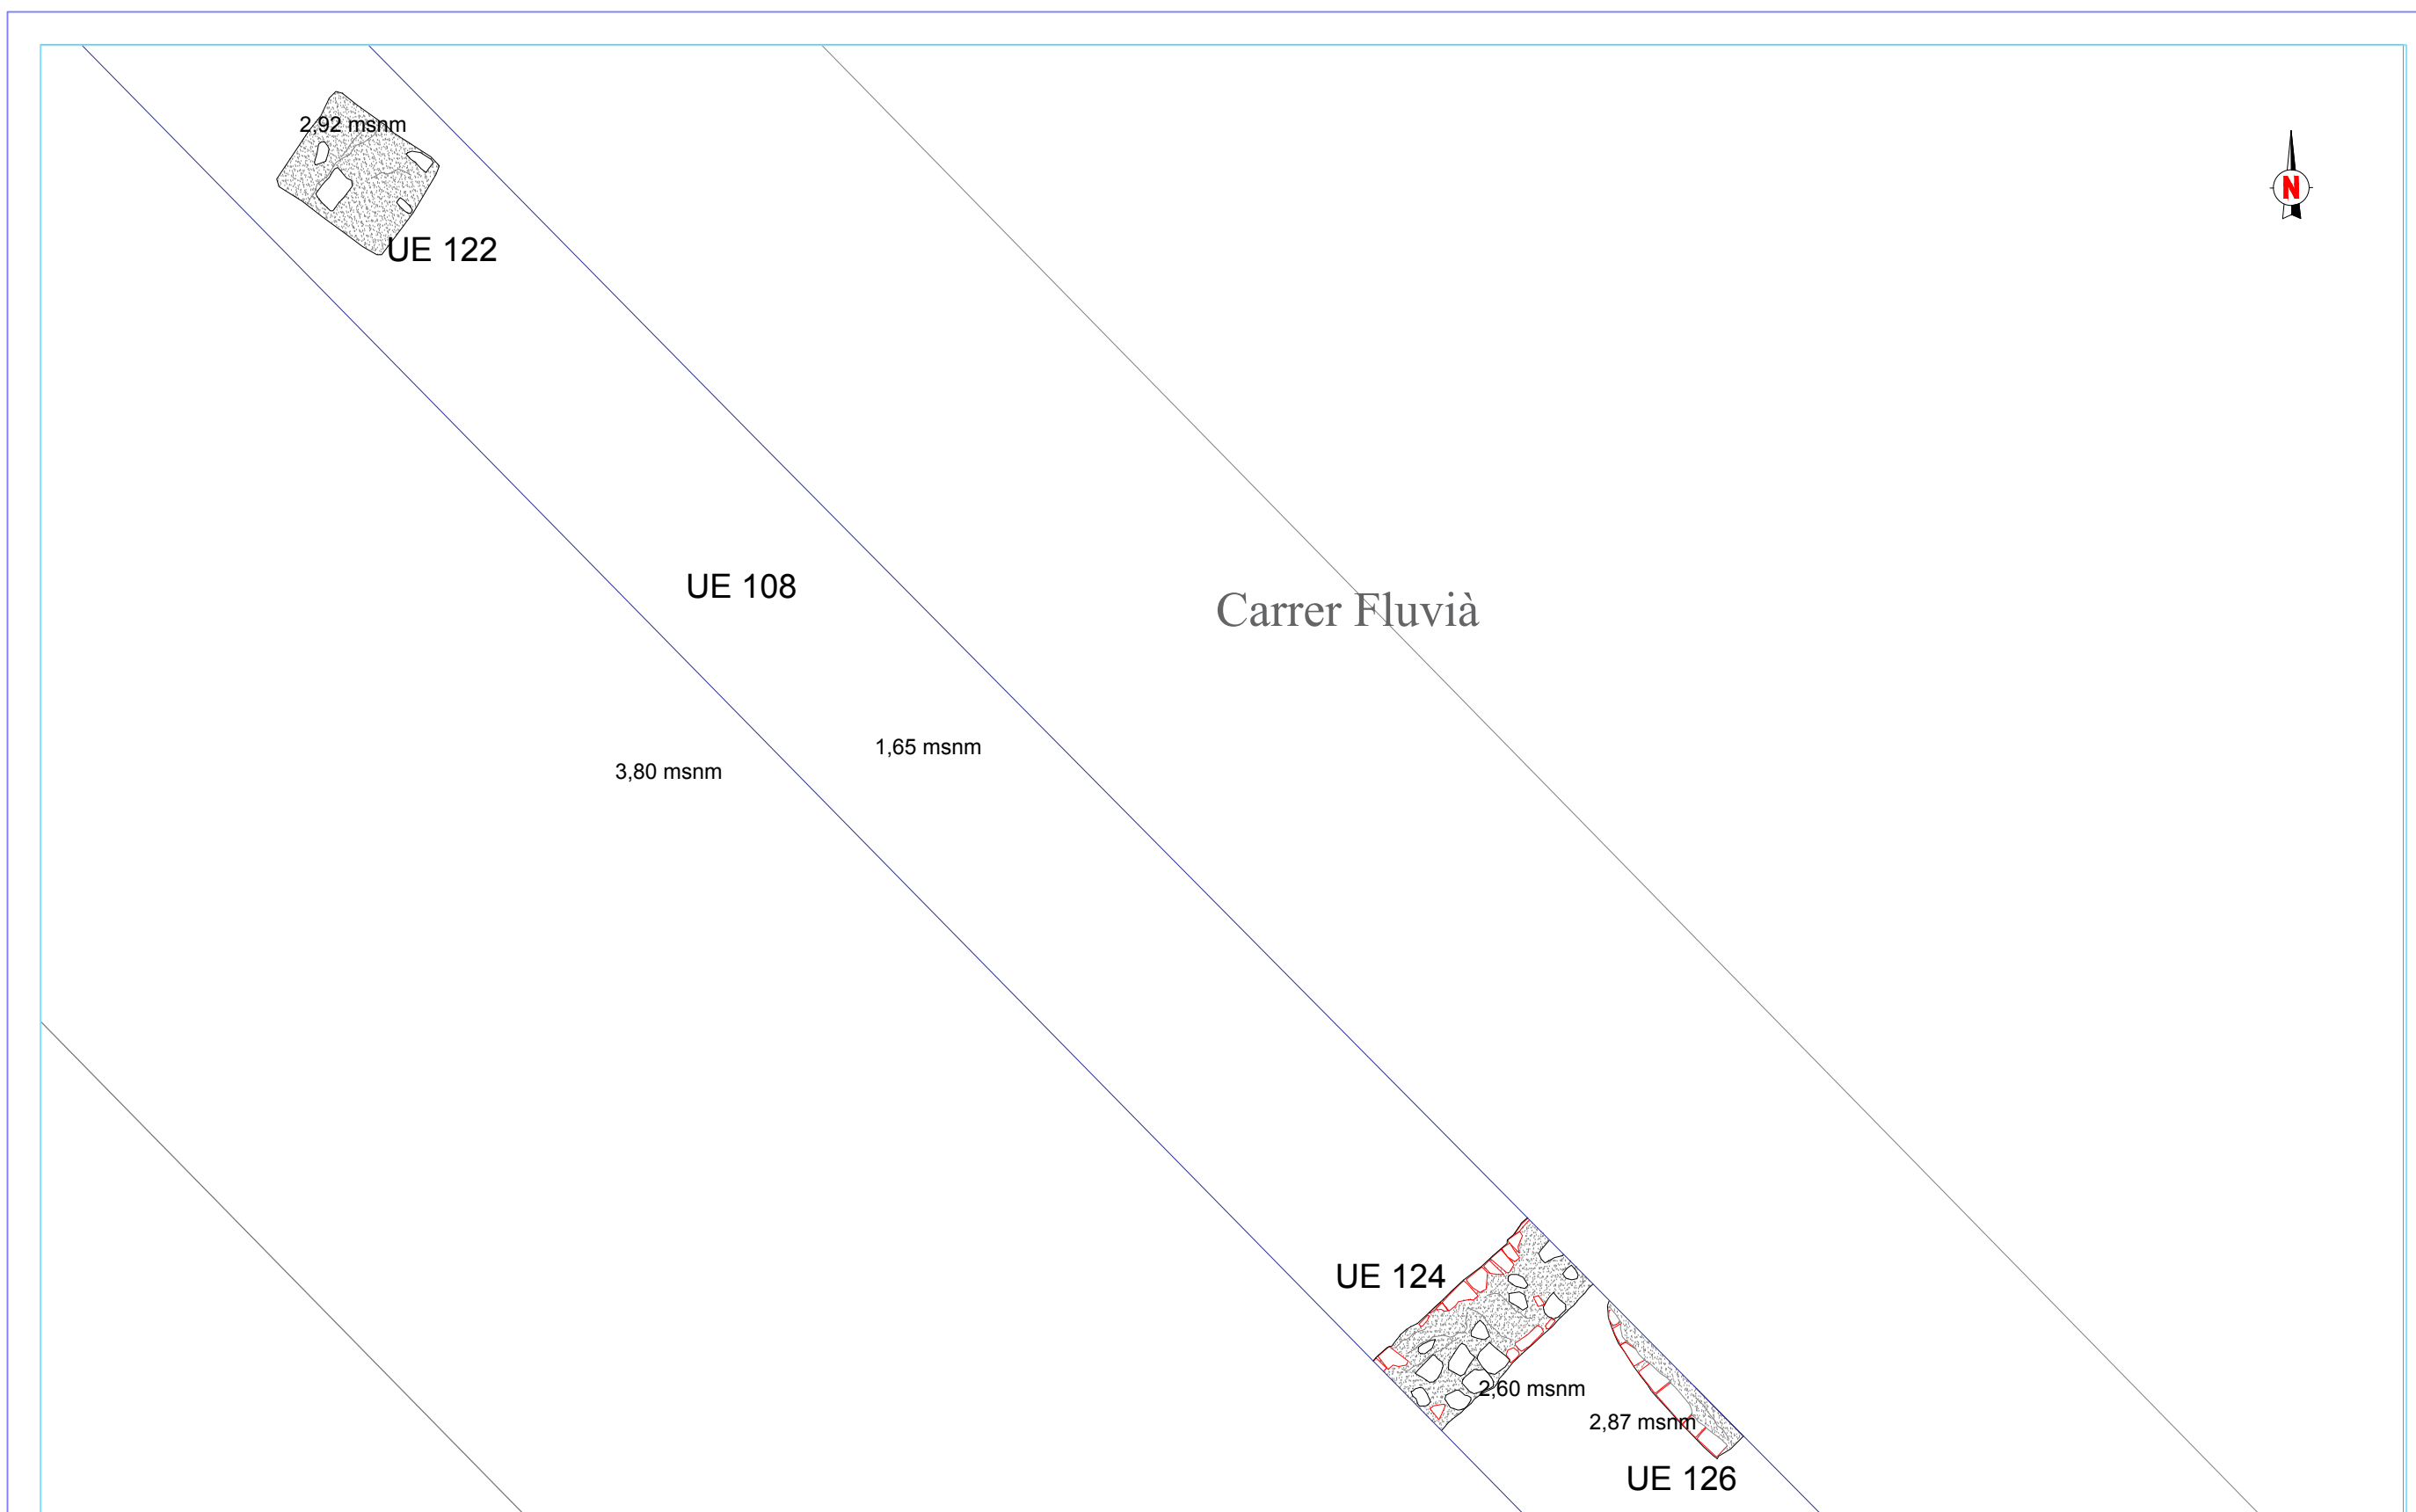 2,92 msnm
N
UE 122
UE 108
Carrer Fluvià
1,65 msnm
3,80 msnm
UE 124
2,60 msnm
2,87 msnm
UE 126